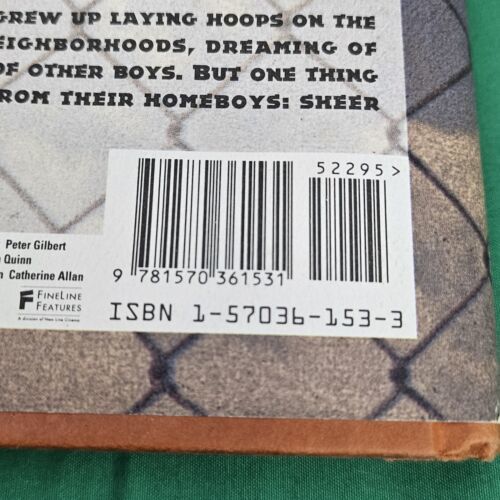 GREW UP LAYING HOOPS ON THE
EIGHBORHOODS, DREAMING OF
OF OTHER BOYS. BUT ONE THING
ROM THEIR HOMEBOYS: SHEER
52295>
Peter Gilbert
Quinn
Catherine Allan
FINELINE
FEATURES
A division of New Line Cinema
9 781570 361531
ISBN 1-57036-153-3